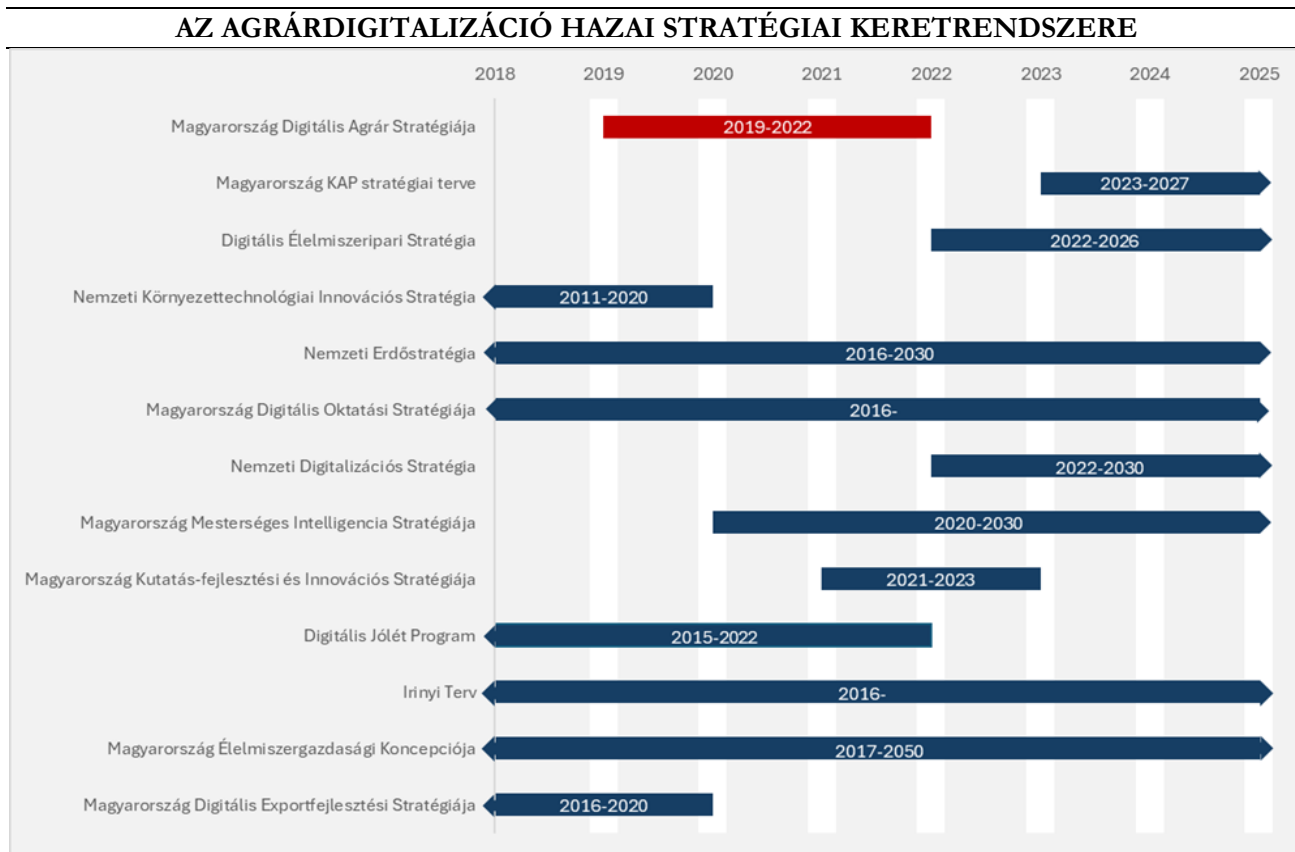 AZ AGRÁRDIGITALIZÁCIÓ HAZAI STRATÉGIAI KERETRENDSZERE
2018 2019 2020 2021 2022 2023 2024 2025
Magyarország Digitális Agrár Stratégiája 2019-2022
Magyarország KAP stratégiai terve 2023-2027
Digitális Élelmiszeripari Stratégia 2022-2026
Nemzeti Környezettechnológiai Innovációs Stratégia 2011-2020
Nemzeti Erdőstratégia 2016-2030
Magyarország Digitális Oktatási Stratégiája 2016-
Nemzeti Digitalizációs Stratégia 2022-2030
Magyarország Mesterséges Intelligencia Stratégiája 2020-2030
Magyarország Kutatás-fejlesztési és Innovációs Stratégiája 2021-2023
Digitális Jólét Program 2015-2022
Irinyi Terv 2016-
Magyarország Élelmiszergazdasági Koncepciója 2017-2050
Magyarország Digitális Exportfejlesztési Stratégiája 2016-2020